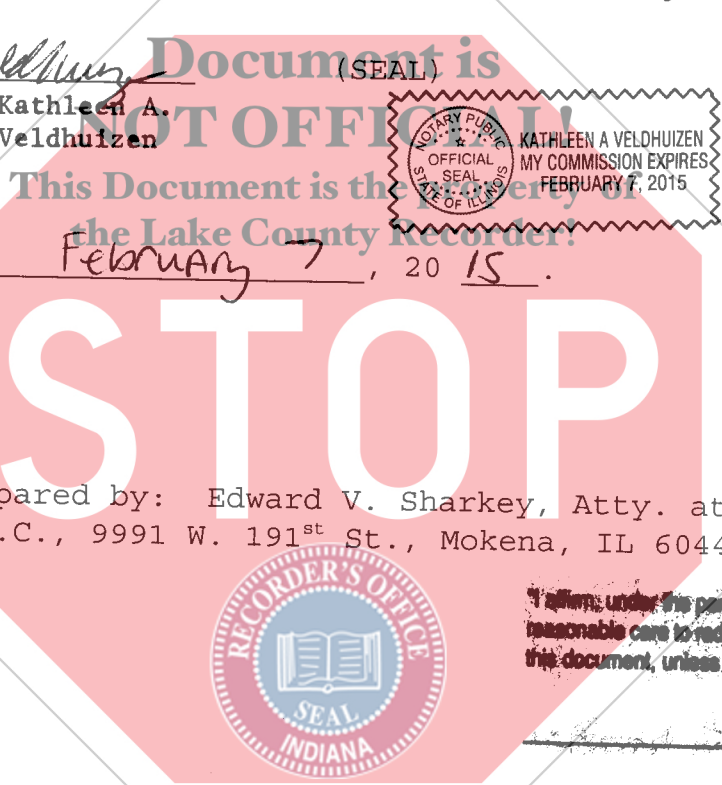 Document is
(SEAL)
Kathleen A.
Veldhuizen
NOT OFFICIAL!
NOTARY PUBLIC
OFFICIAL
SEAL
STATE OF ILLINOIS
KATHLEEN A VELDHUIZEN
MY COMMISSION EXPIRES
FEBRUARY 7, 2015
This Document is the property of
the Lake County Recorder!
February 7, 20 15.
STOP
pared by: Edward V. Sharkey, Atty. at
.C., 9991 W. 191st St., Mokena, IL 6044
RECORDER'S OFFICE
SEAL
INDIANA
"I affirm, under the
reasonable care to
this document, unless